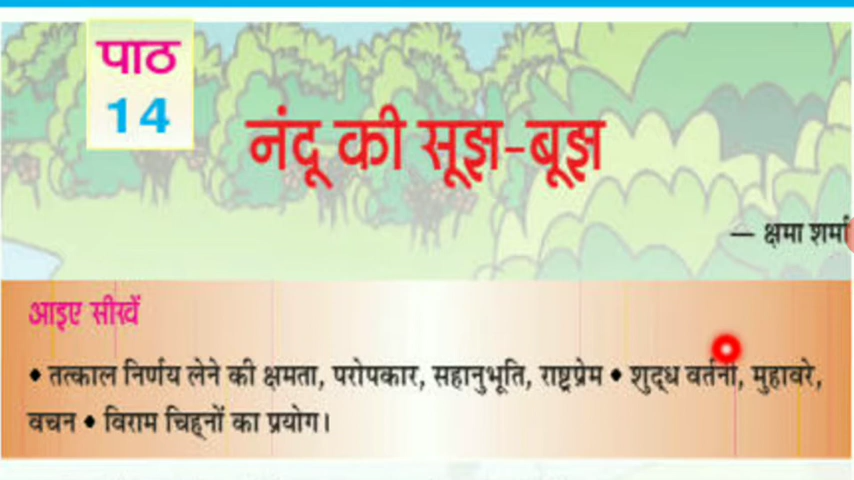 पाठ
14
नंदू की सूझ-बूझ
— क्षमा शर्मा
आइए सीखें
• तत्काल निर्णय लेने की क्षमता, परोपकार, सहानुभूति, राष्ट्रप्रेम • शुद्ध वर्तनी, मुहावरे,
वचन • विराम चिह्नों का प्रयोग।